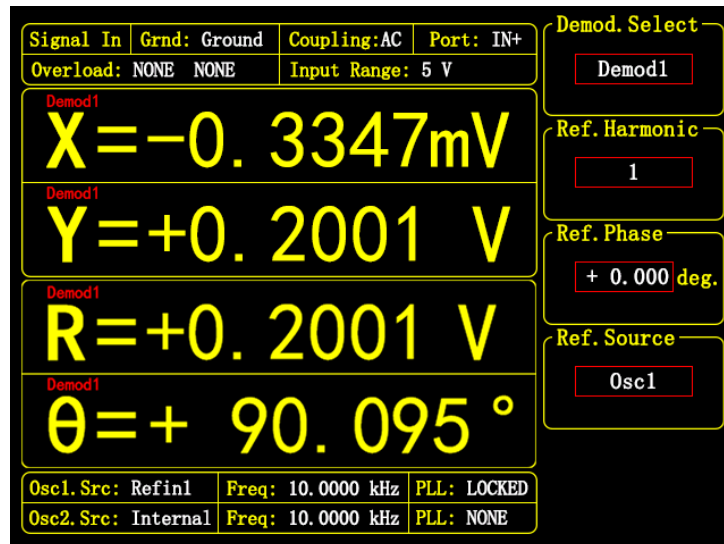 Signal In Grnd: Ground Coupling:AC Port: IN+
Overload: NONE NONE Input Range: 5 V
Demod1
X=-0.3347mV
Demod1
Y=+0.2001 V
Demod1
R=+0.2001 V
Demod1
θ=+ 90.095°
Osc1.Src: Refin1 Freq: 10.0000 kHz PLL: LOCKED
Osc2.Src: Internal Freq: 10.0000 kHz PLL: NONE
Demod.Select
Demod1
Ref.Harmonic
1
Ref.Phase
+ 0.000 deg.
Ref.Source
Osc1